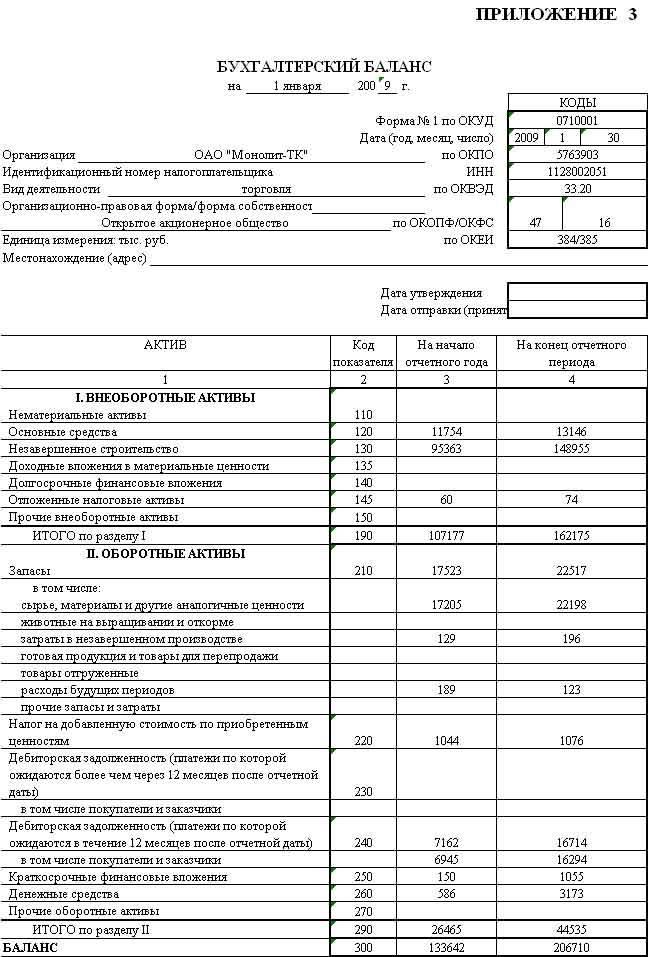 ПРИЛОЖЕНИЕ 3
БУХГАЛТЕРСКИЙ БАЛАНС
на 1 января 200 9 г.
КОДЫ
Форма № 1 по ОКУД 0710001
Дата (год, месяц, число) 2009 1 30
Организация ОАО "Монолит-ТК" по ОКПО 5763903
Идентификационный номер налогоплательщика ИНН 1128002051
Вид деятельности торговля по ОКВЭД 33.20
Организационно-правовая форма/форма собственност
Открытое акционерное общество по ОКОПФ/ОКФС 47 16
Единица измерения: тыс. руб. по ОКЕИ 384/385
Местонахождение (адрес)
Дата утверждения
Дата отправки (принят
АКТИВ Код На начало На конец отчетного
показателя отчетного года периода
1 2 3 4
I. ВНЕОБОРОТНЫЕ АКТИВЫ
Нематериальные активы 110
Основные средства 120 11754 13146
Незавершенное строительство 130 95363 148955
Доходные вложения в материальные ценности 135
Долгосрочные финансовые вложения 140
Отложенные налоговые активы 145 60 74
Прочие внеоборотные активы 150
ИТОГО по разделу I 190 107177 162175
II. ОБОРОТНЫЕ АКТИВЫ
Запасы 210 17523 22517
в том числе:
сырье, материалы и другие аналогичные ценности 17205 22198
животные на выращивании и откорме
затраты в незавершенном производстве 129 196
готовая продукция и товары для перепродажи
товары отгруженные
расходы будущих периодов 189 123
прочие запасы и затраты
Налог на добавленную стоимость по приобретенным
ценностям 220 1044 1076
Дебиторская задолженность (платежи по которой
ожидаются более чем через 12 месяцев после отчетной
даты) 230
в том числе покупатели и заказчики
Дебиторская задолженность (платежи по которой
ожидаются в течение 12 месяцев после отчетной даты) 240 7162 16714
в том числе покупатели и заказчики 6945 16294
Краткосрочные финансовые вложения 250 150 1055
Денежные средства 260 586 3173
Прочие оборотные активы 270
ИТОГО по разделу II 290 26465 44535
БАЛАНС 300 133642 206710